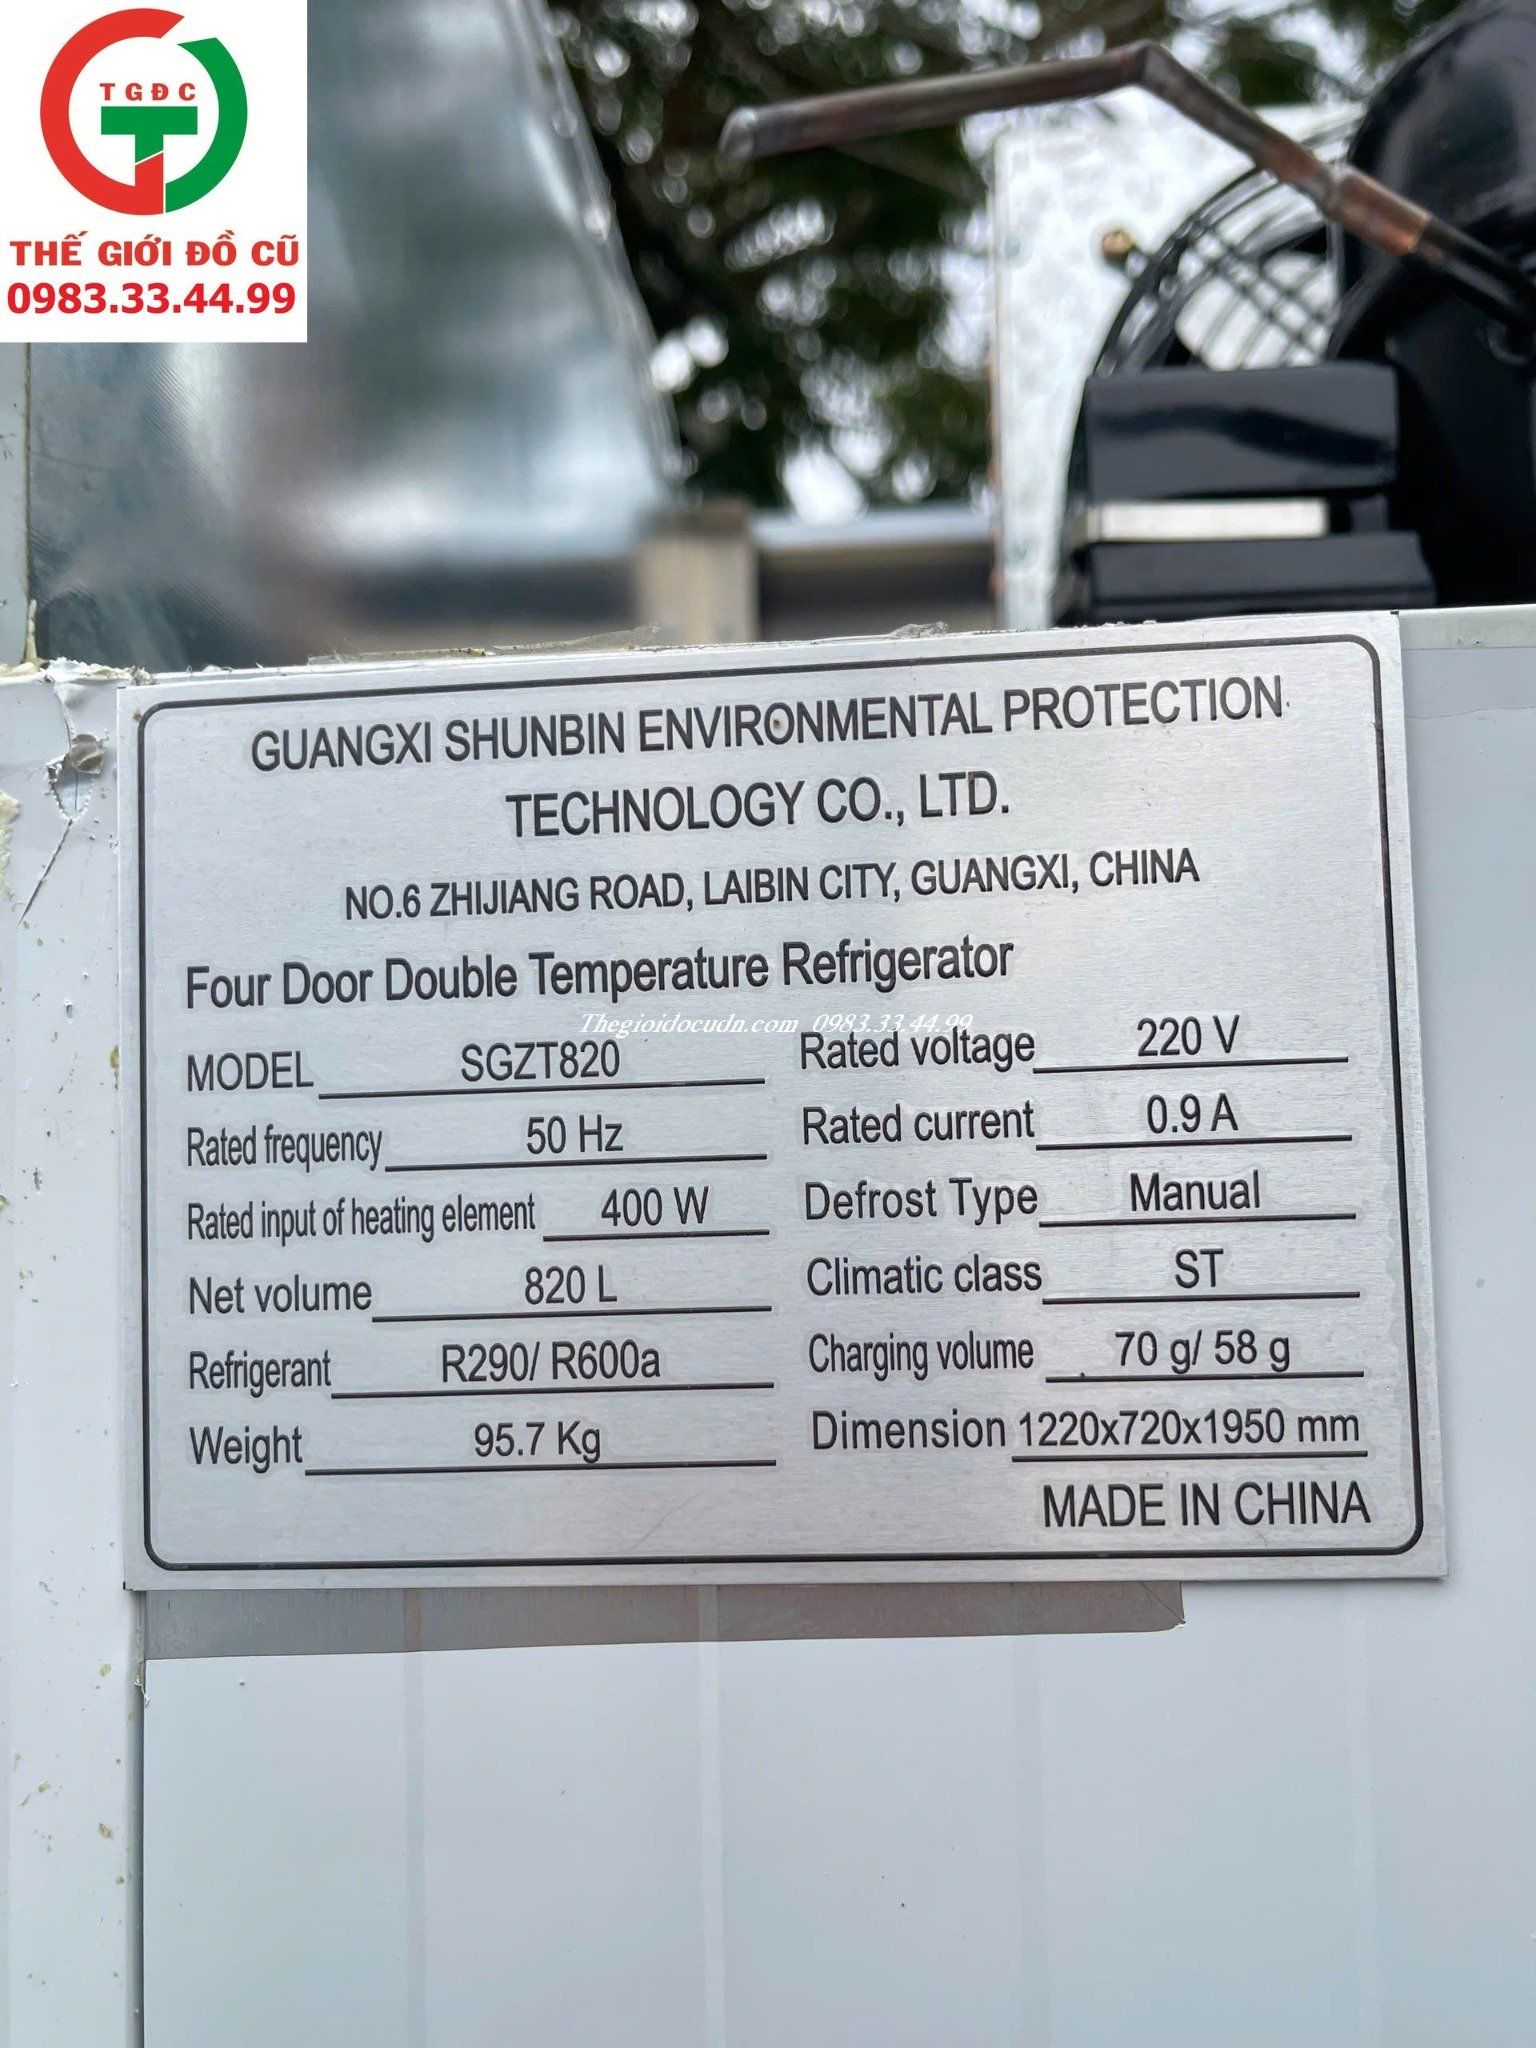 TGĐC
THẾ GIỚI ĐỒ CŨ
0983.33.44.99
GUANGXI SHUNBIN ENVIRONMENTAL PROTECTION
TECHNOLOGY CO., LTD.
NO.6 ZHIJIANG ROAD, LAIBIN CITY, GUANGXI, CHINA
Four Door Double Temperature Refrigerator
Thegioidocudn.com 0983.33.44.99
MODEL SGZT820 Rated voltage 220 V
Rated frequency 50 Hz Rated current 0.9 A
Rated input of heating element 400 W Defrost Type Manual
Net volume 820 L Climatic class ST
Refrigerant R290/ R600a Charging volume 70 g/ 58 g
Weight 95.7 Kg Dimension 1220x720x1950 mm
MADE IN CHINA